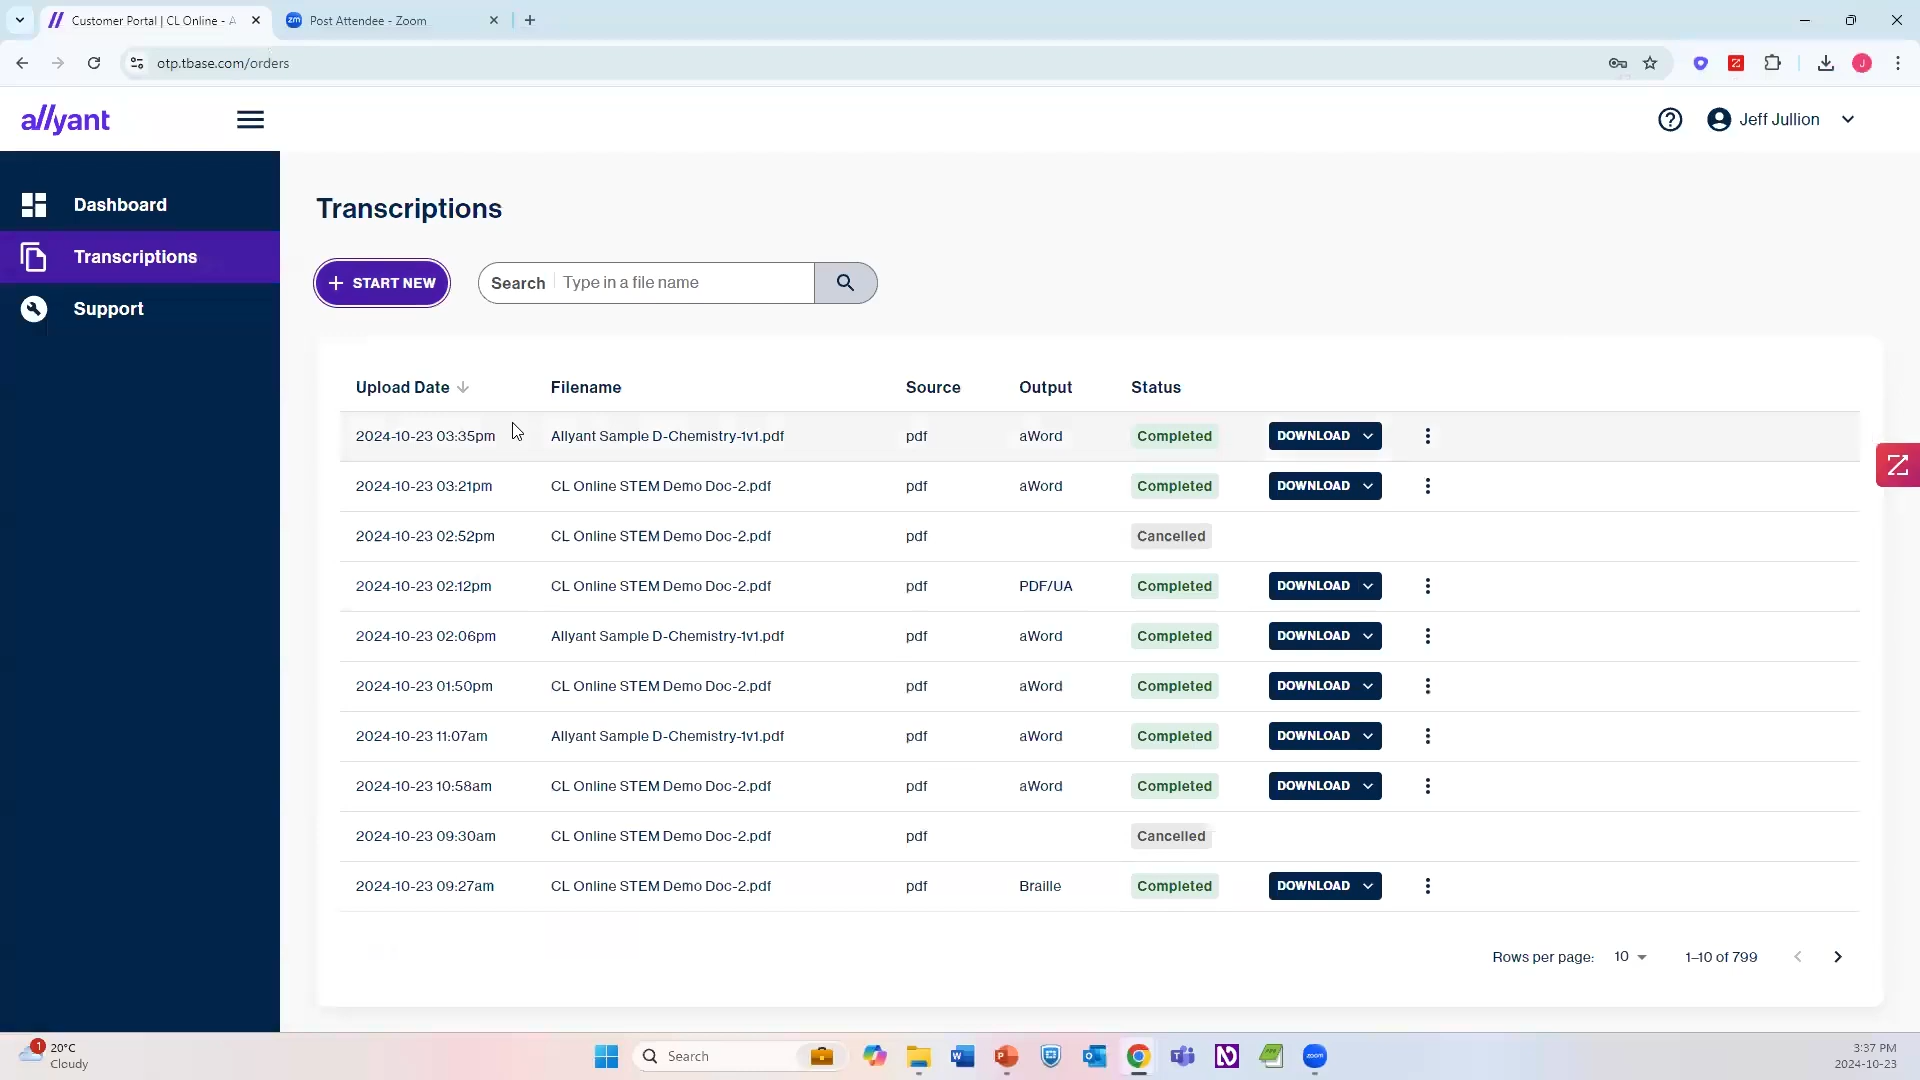 Customer Portal | CL Online - A
zm Post Attendee - Zoom
otp.tbase.com/orders
J
allyant
Jeff Jullion
Dashboard
Transcriptions
Support
Transcriptions
START NEW
Search Type in a file name
Upload Date Filename Source Output Status
2024-10-23 03:35pm Allyant Sample D-Chemistry-1v1.pdf pdf aWord Completed DOWNLOAD
2024-10-23 03:21pm CL Online STEM Demo Doc-2.pdf pdf aWord Completed DOWNLOAD
2024-10-23 02:52pm CL Online STEM Demo Doc-2.pdf pdf Cancelled
2024-10-23 02:12pm CL Online STEM Demo Doc-2.pdf pdf PDF/UA Completed DOWNLOAD
2024-10-23 02:06pm Allyant Sample D-Chemistry-1v1.pdf pdf aWord Completed DOWNLOAD
2024-10-23 01:50pm CL Online STEM Demo Doc-2.pdf pdf aWord Completed DOWNLOAD
2024-10-23 11:07am Allyant Sample D-Chemistry-1v1.pdf pdf aWord Completed DOWNLOAD
2024-10-23 10:58am CL Online STEM Demo Doc-2.pdf pdf aWord Completed DOWNLOAD
2024-10-23 09:30am CL Online STEM Demo Doc-2.pdf pdf Cancelled
2024-10-23 09:27am CL Online STEM Demo Doc-2.pdf pdf Braille Completed DOWNLOAD
Rows per page: 10 1–10 of 799
1 20°C
Cloudy
Search
zoom
3:37 PM
2024-10-23